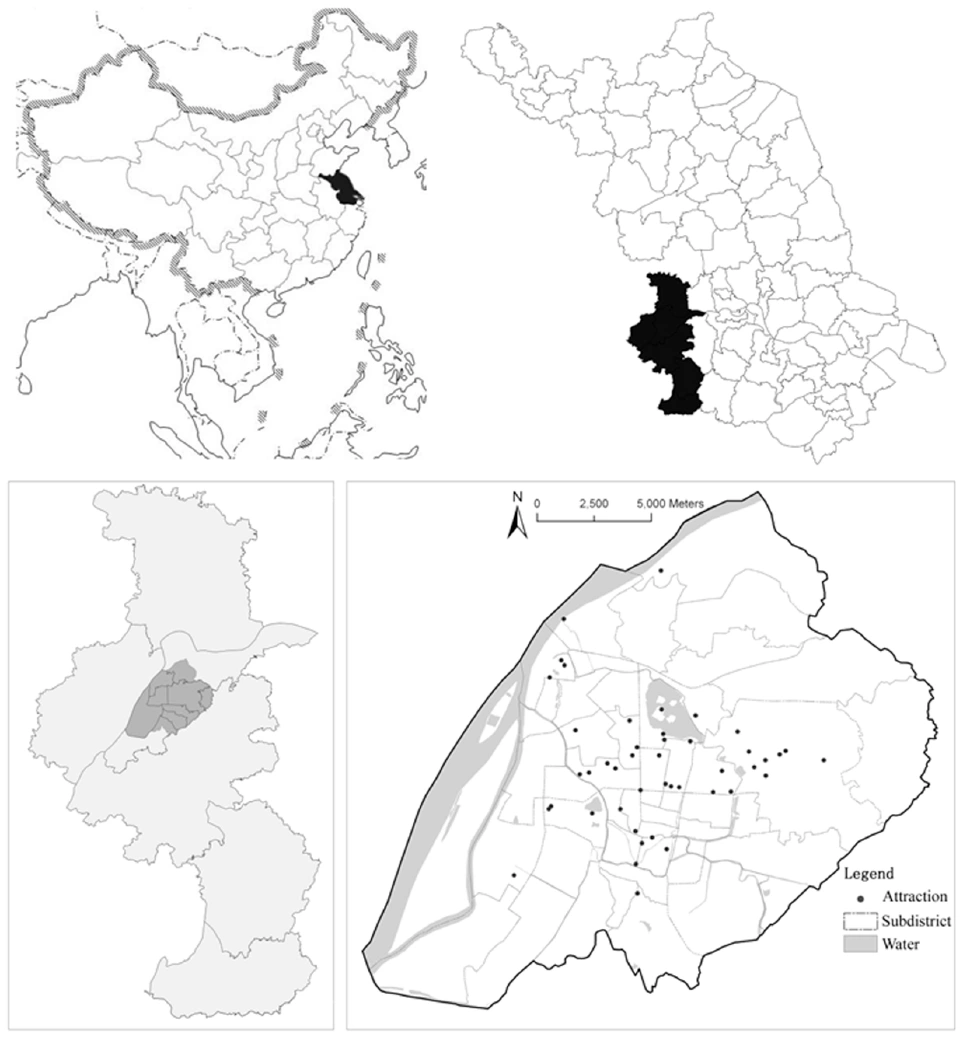 N
0 2,500 5,000 Meters
Legend
Attraction
Subdistrict
Water